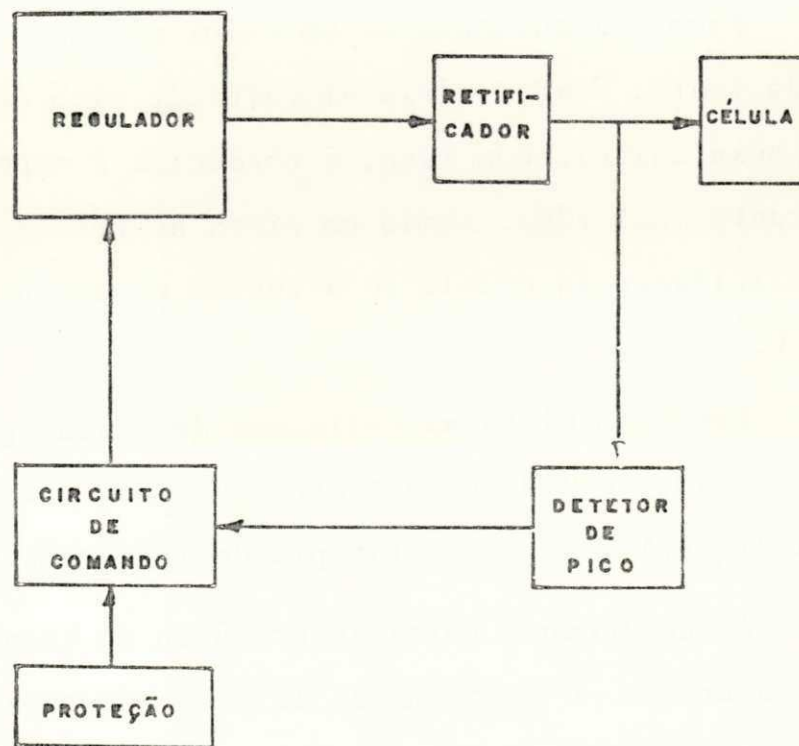 REGULADOR
RETIFI-
CADOR
CÉLULA
CIRCUITO
DE
COMANDO
DETETOR
DE
PICO
PROTEÇÃO